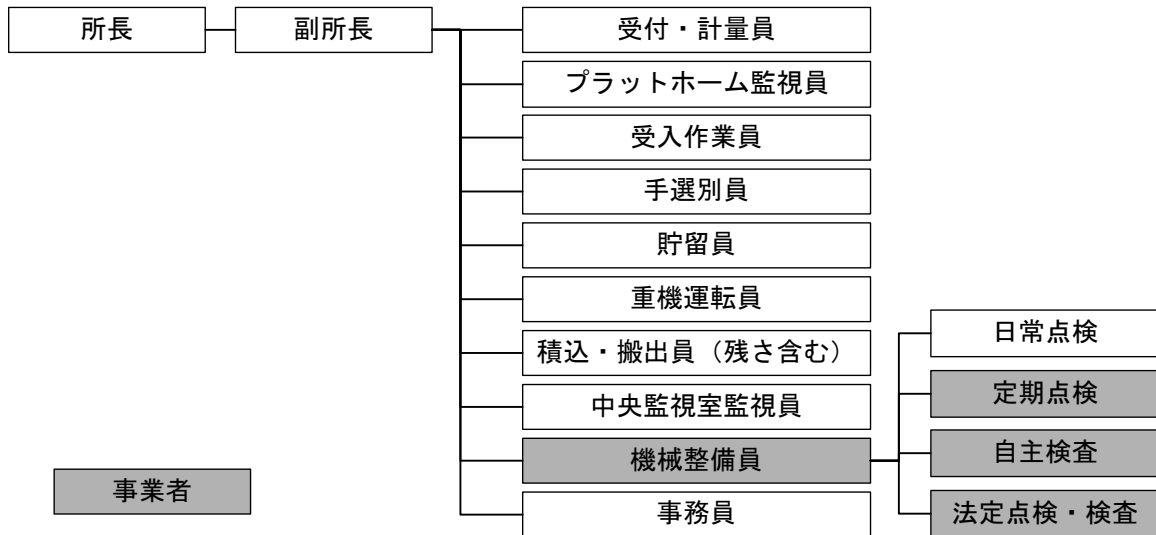 所長
副所長
受付・計量員
プラットホーム監視員
受入作業員
手選別員
貯留員
重機運転員
積込・搬出員（残さ含む）
中央監視室監視員
機械整備員
事務員
日常点検
定期点検
自主検査
法定点検・検査
事業者